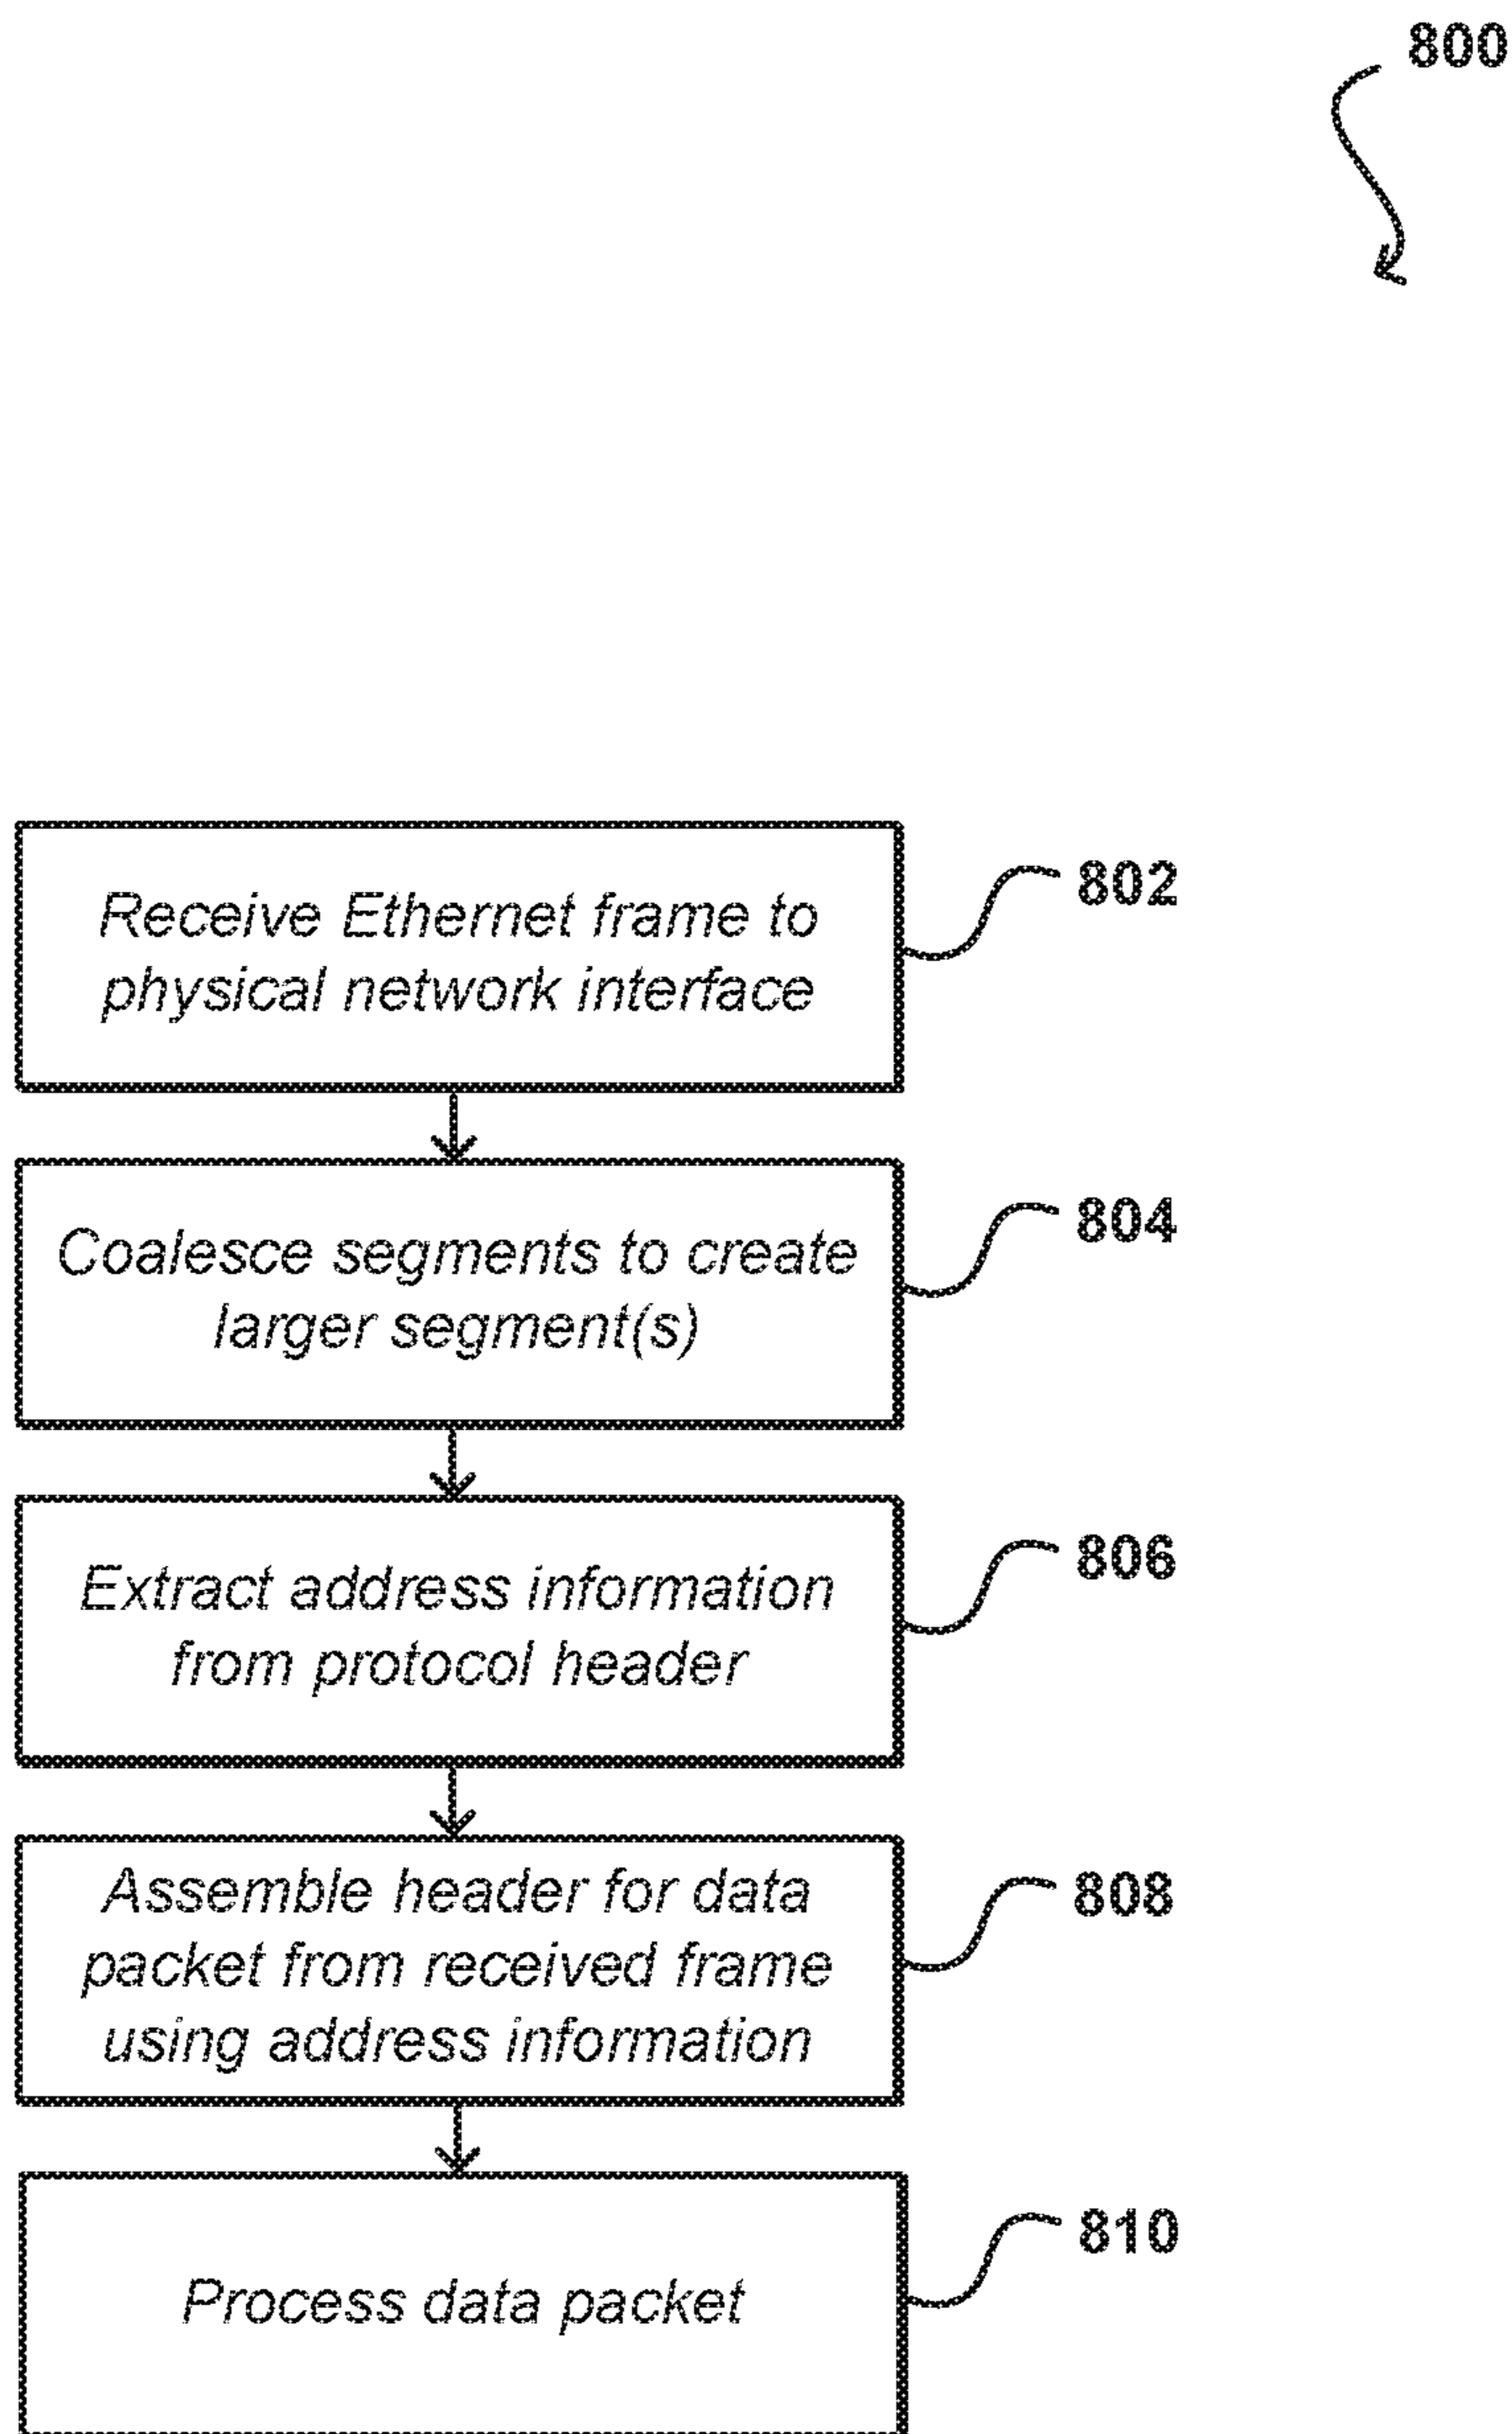 800
Receive Ethernet frame to
physical network interface
802
Coalesce segments to create
larger segment(s)
804
Extract address information
from protocol header
806
Assemble header for data
packet from received frame
using address information
808
Process data packet
810